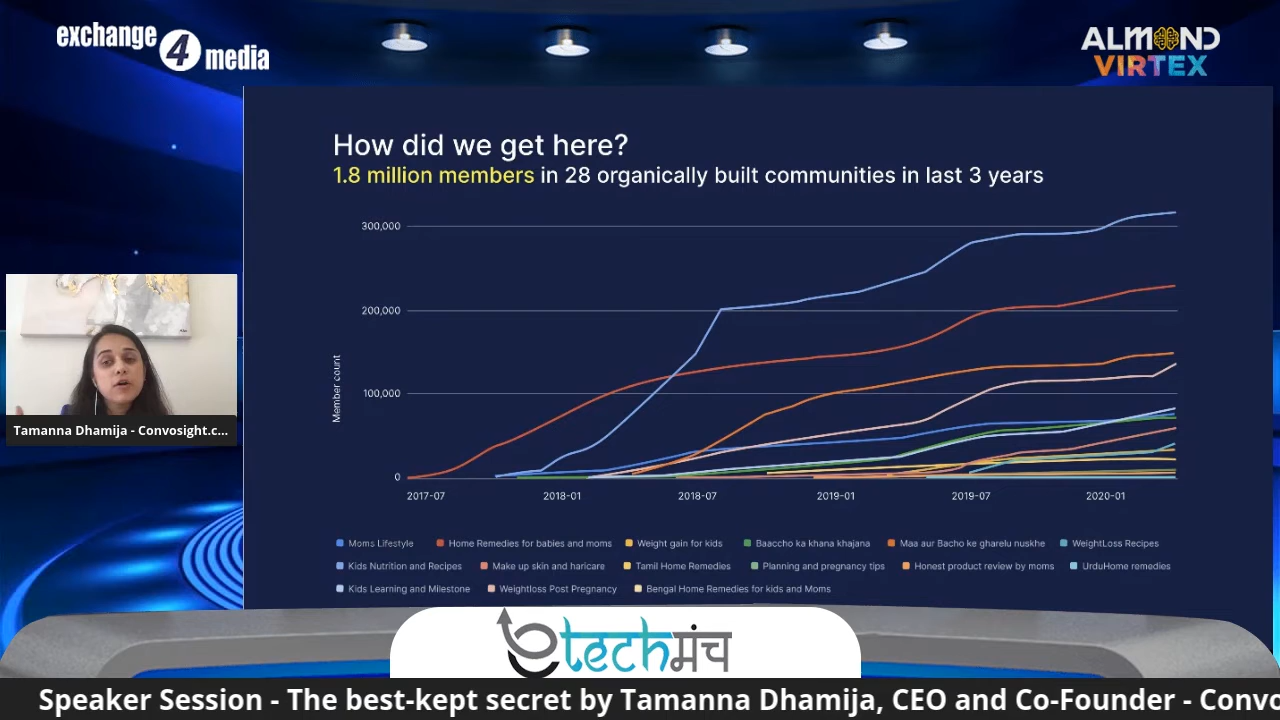 exchange
4
media
ALMOND
VIRTEX
How did we get here?
1.8 million members in 28 organically built communities in last 3 years
300,000
200,000
100,000
0
Member count
2017-07 2018-01 2018-07 2019-01 2019-07 2020-01
Moms Lifestyle Home Remedies for babies and moms Weight gain for kids Baaccho ka khana khajana Maa aur Bacho ke gharelu nuskhe WeightLoss Recipes
Kids Nutrition and Recipes Make up skin and haricare Tamil Home Remedies Planning and pregnancy tips Honest product review by moms UrduHome remedies
Kids Learning and Milestone Weightloss Post Pregnancy Bengal Home Remedies for kids and Moms
Tamanna Dhamija - Convosight.c...
etechमंच
Speaker Session - The best-kept secret by Tamanna Dhamija, CEO and Co-Founder - Convo